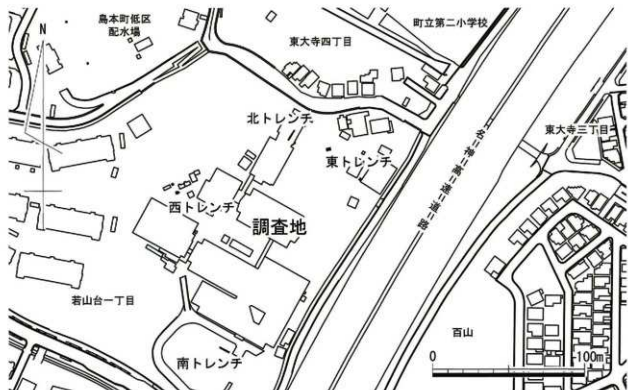 島本町低区
配水場
N
町立第二小学校
東大寺四丁目
北トレンチ
東トレンチ
東大寺三丁目
名=神=高=速=道=路
西トレンチ
調査地
若山台一丁目
百山
南トレンチ
0 100m